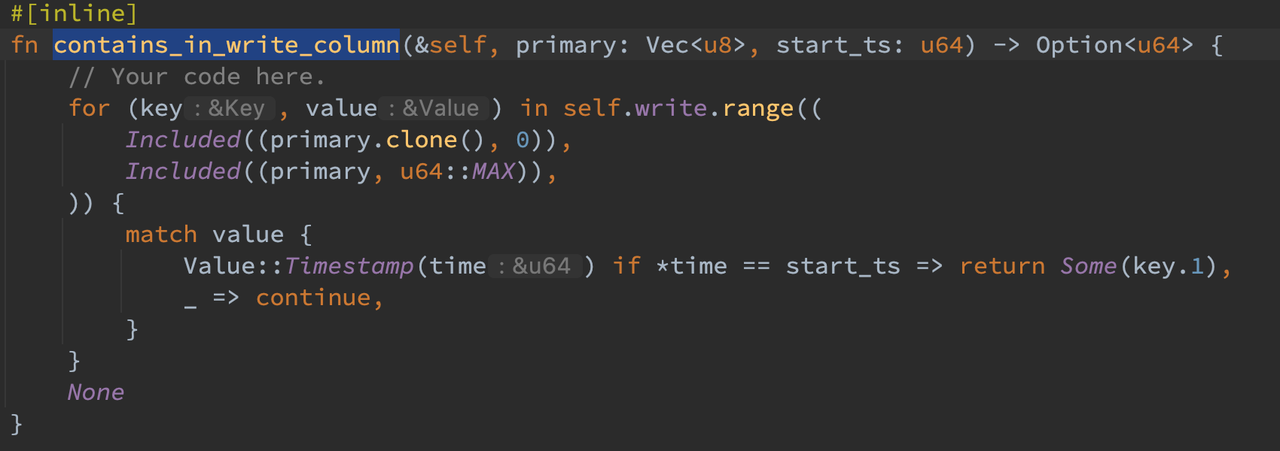 #[inline]
fn contains_in_write_column(&self, primary: Vec<u8>, start_ts: u64) -> Option<u64> {
    // Your code here.
    for (key: &Key, value: &Value) in self.write.range((
        Included((primary.clone(), 0)),
        Included((primary, u64::MAX)),
    )) {
        match value {
            Value::Timestamp(time: &u64) if *time == start_ts => return Some(key.1),
            _ => continue,
        }
    }
    None
}